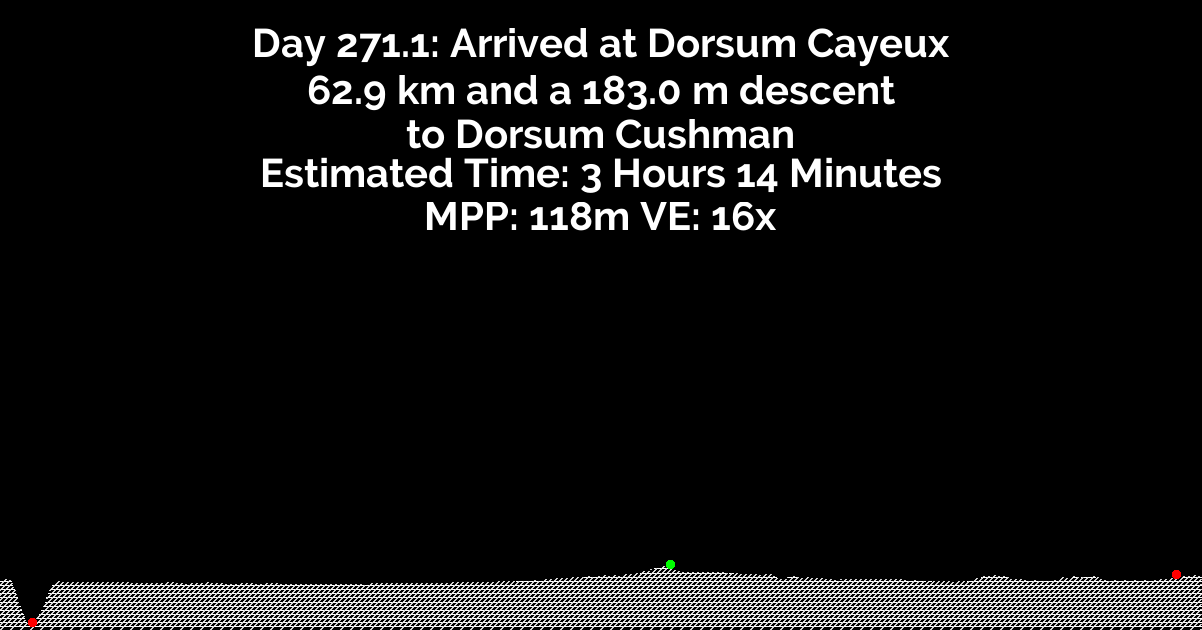 Day 271.1: Arrived at Dorsum Cayeux
62.9 km and a 183.0 m descent
to Dorsum Cushman
Estimated Time: 3 Hours 14 Minutes
MPP: 118m VE: 16x